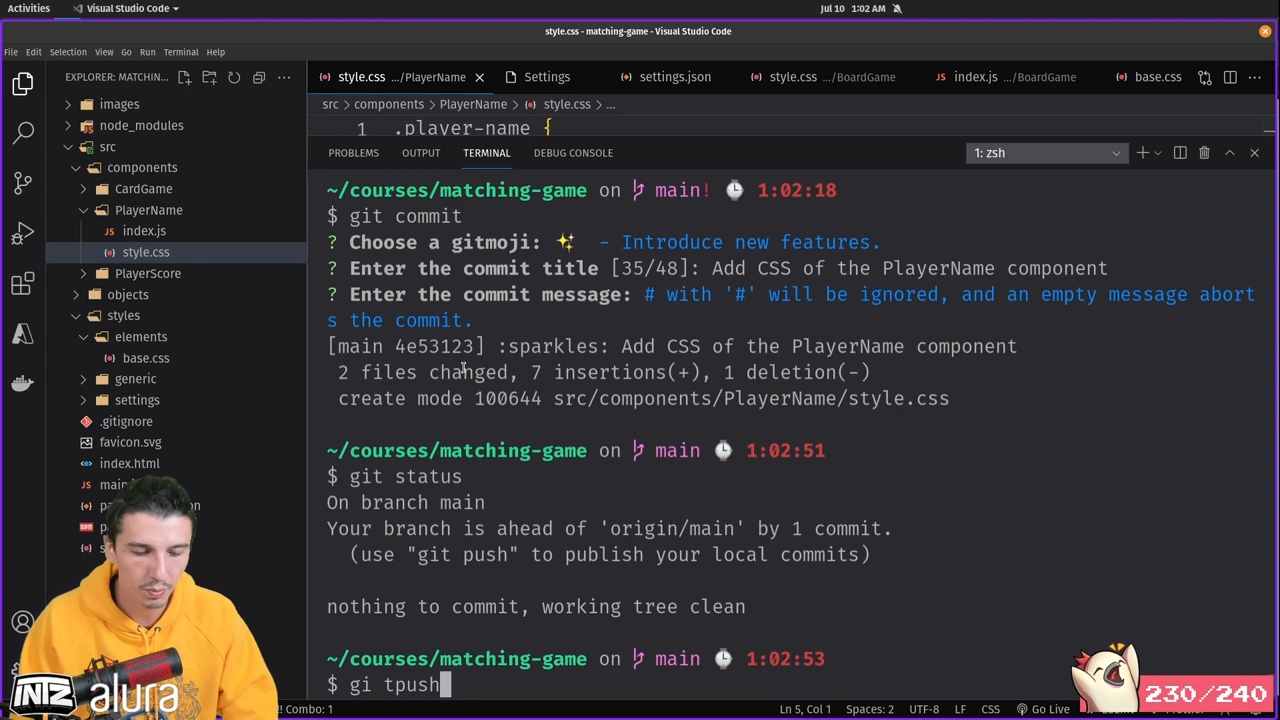 Activities
Visual Studio Code
Jul 10 1:02 AM
style.css - matching-game - Visual Studio Code
File Edit Selection View Go Run Terminal Help
EXPLORER: MATCHIN...
style.css .../PlayerName
Settings
settings.json
style.css .../BoardGame
index.js .../BoardGame
base.css
src > components > PlayerName > style.css > ...
1 .player-name {
images
node_modules
src
components
CardGame
PlayerName
index.js
style.css
PlayerScore
objects
styles
elements
base.css
generic
settings
.gitignore
favicon.svg
index.html
PROBLEMS OUTPUT TERMINAL DEBUG CONSOLE
1: zsh
~/courses/matching-game on main! 1:02:18
$ git commit
? Choose a gitmoji: ✨ - Introduce new features.
? Enter the commit title [35/48]: Add CSS of the PlayerName component
? Enter the commit message: # with '#' will be ignored, and an empty message abort
s the commit.
[main 4e53123] :sparkles: Add CSS of the PlayerName component
2 files changed, 7 insertions(+), 1 deletion(-)
create mode 100644 src/components/PlayerName/style.css
~/courses/matching-game on main 1:02:51
$ git status
On branch main
Your branch is ahead of 'origin/main' by 1 commit.
(use "git push" to publish your local commits)
nothing to commit, working tree clean
~/courses/matching-game on main 1:02:53
$ gi tpush
INTZ alura
230/240
Combo: 1
Ln 5, Col 1 Spaces: 2 UTF-8 LF CSS Go Live